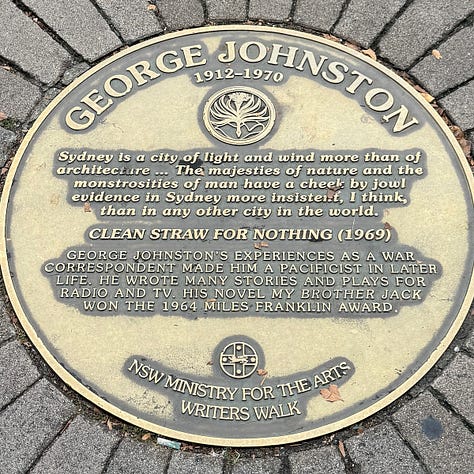 GEORGE JOHNSTON
1912–1970
Sydney is a city of light and wind more than of
architecture ... The majesties of nature and the
monstrosities of man have a cheek by jowl
evidence in Sydney more insistent, I think,
than in any other city in the world.
CLEAN STRAW FOR NOTHING (1969)
GEORGE JOHNSTON'S EXPERIENCES AS A WAR
CORRESPONDENT MADE HIM A PACIFICIST IN LATER
LIFE. HE WROTE MANY STORIES AND PLAYS FOR
RADIO AND TV. HIS NOVEL MY BROTHER JACK
WON THE 1964 MILES FRANKLIN AWARD.
NSW MINISTRY FOR THE ARTS
WRITERS WALK